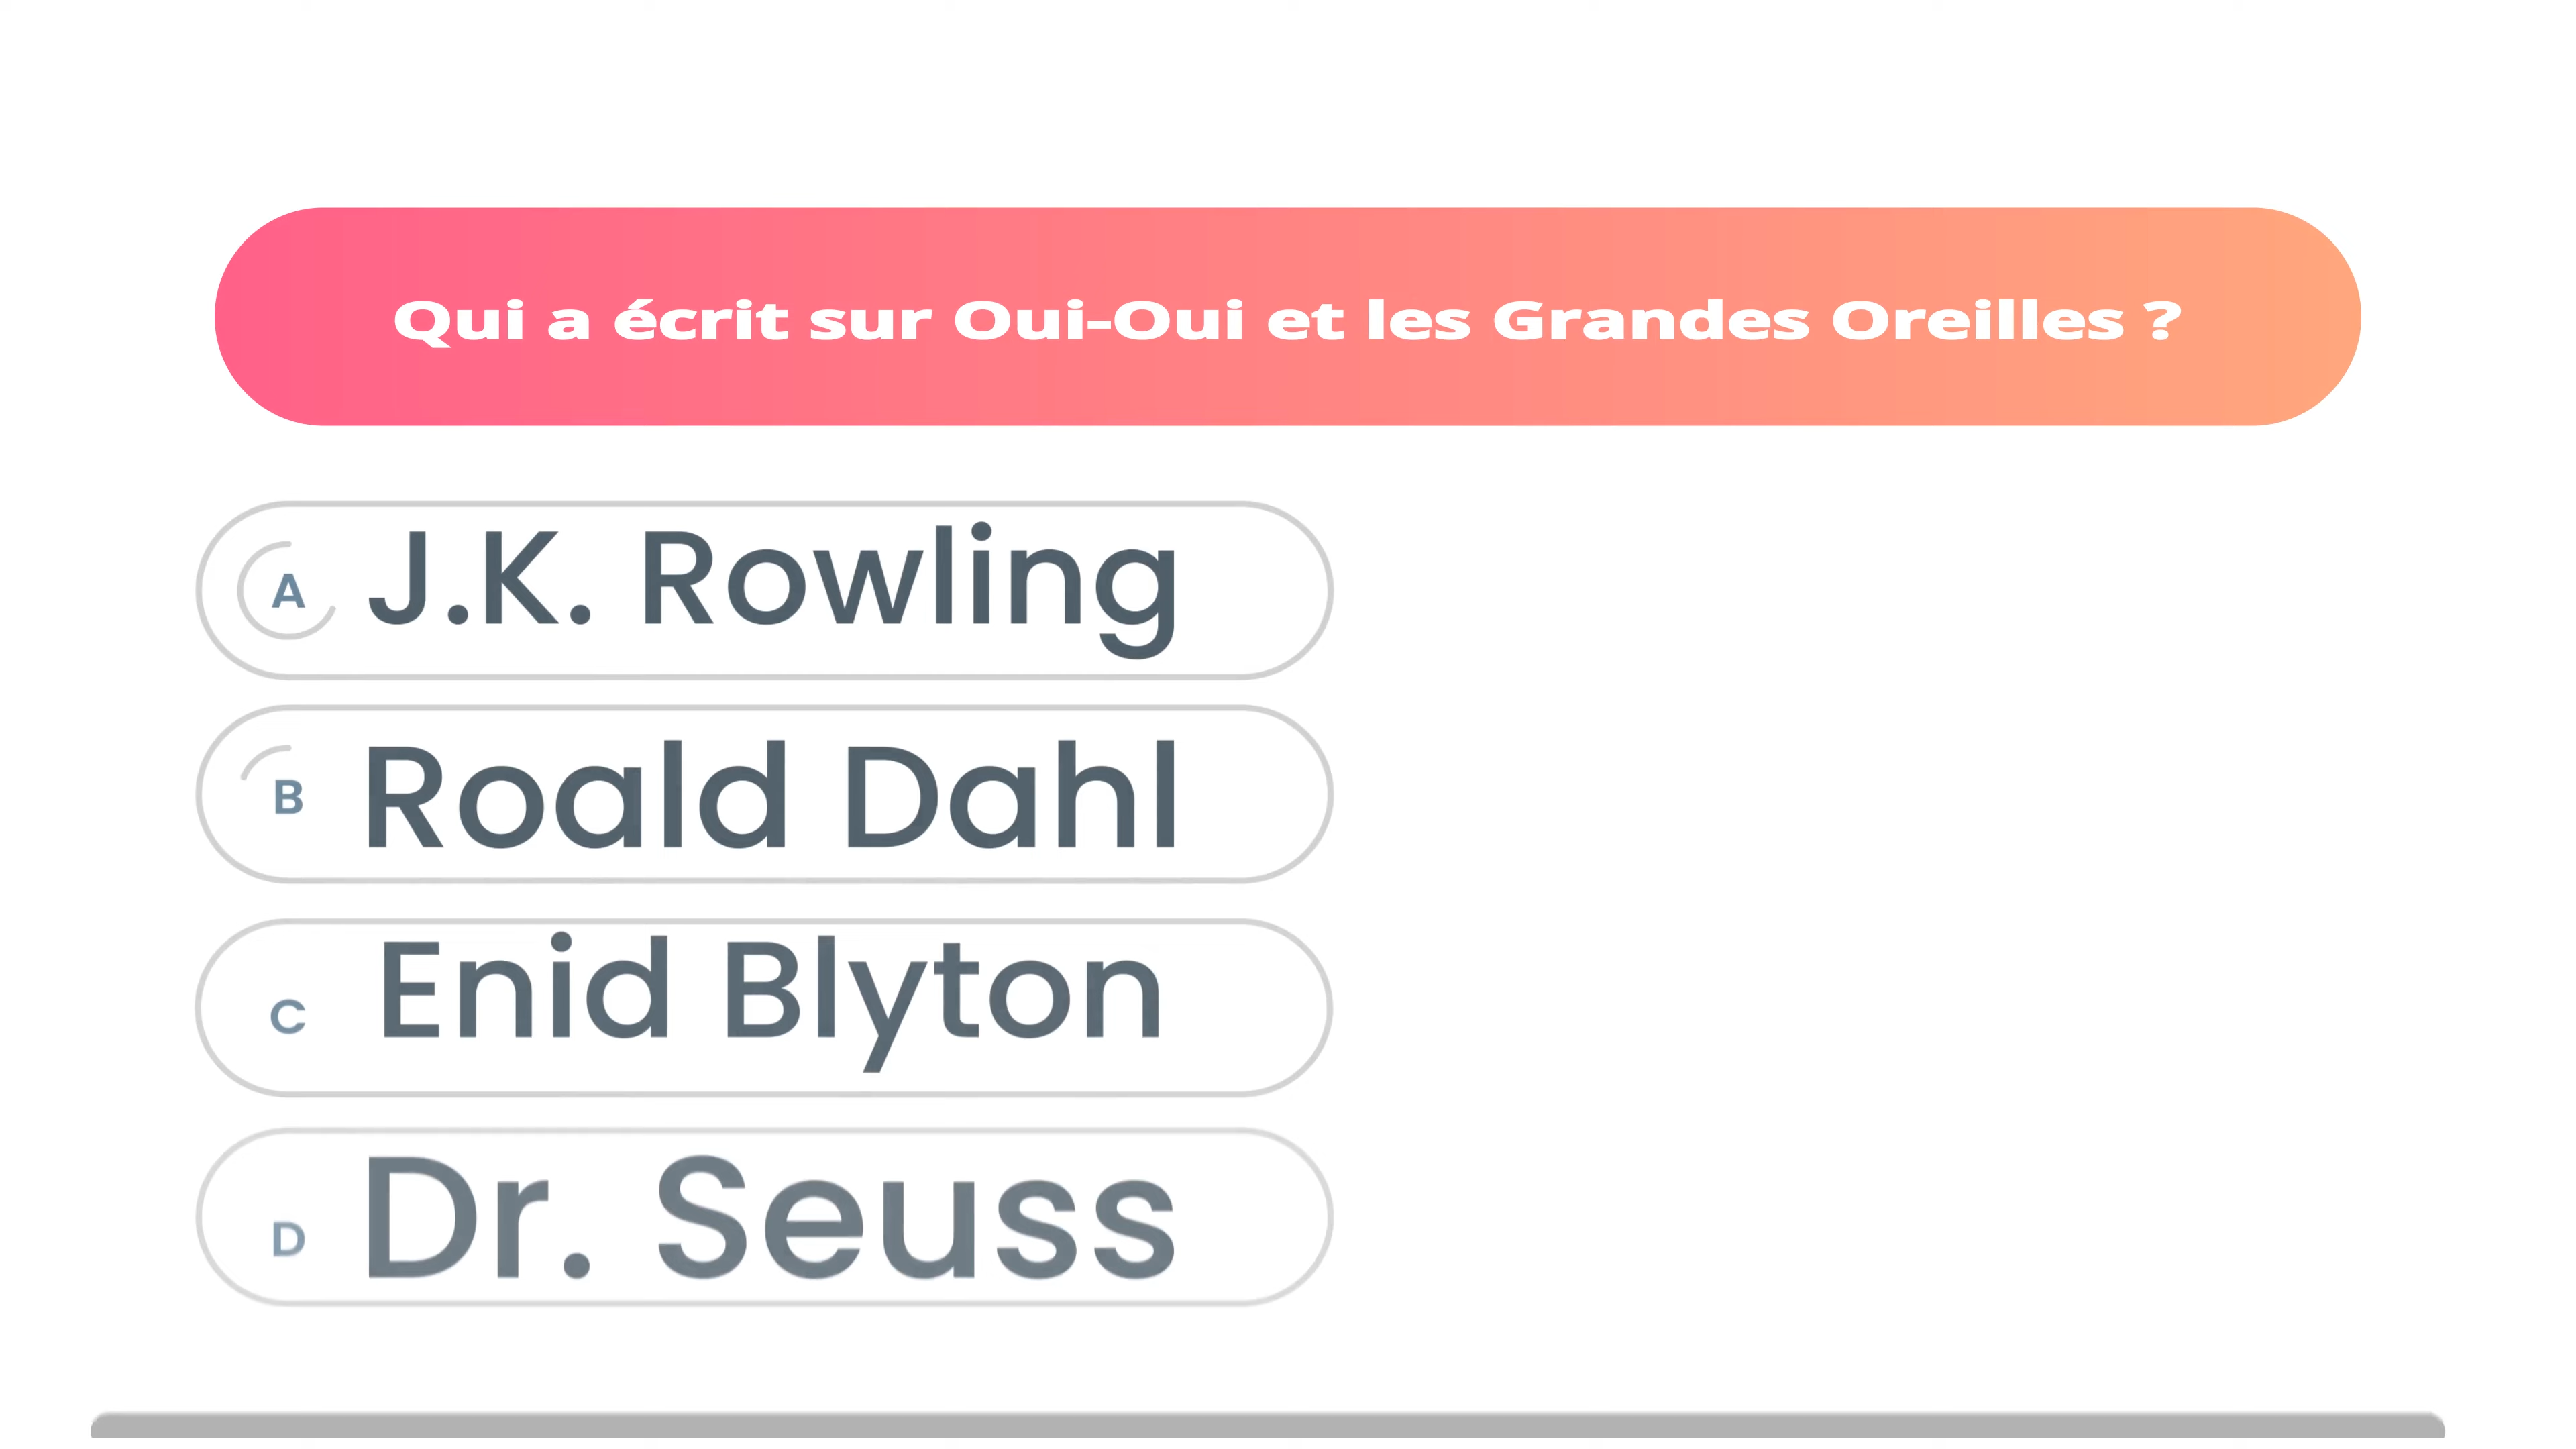 Qui a écrit sur Oui-Oui et les Grandes Oreilles ?
A J.K. Rowling
B Roald Dahl
C Enid Blyton
D Dr. Seuss